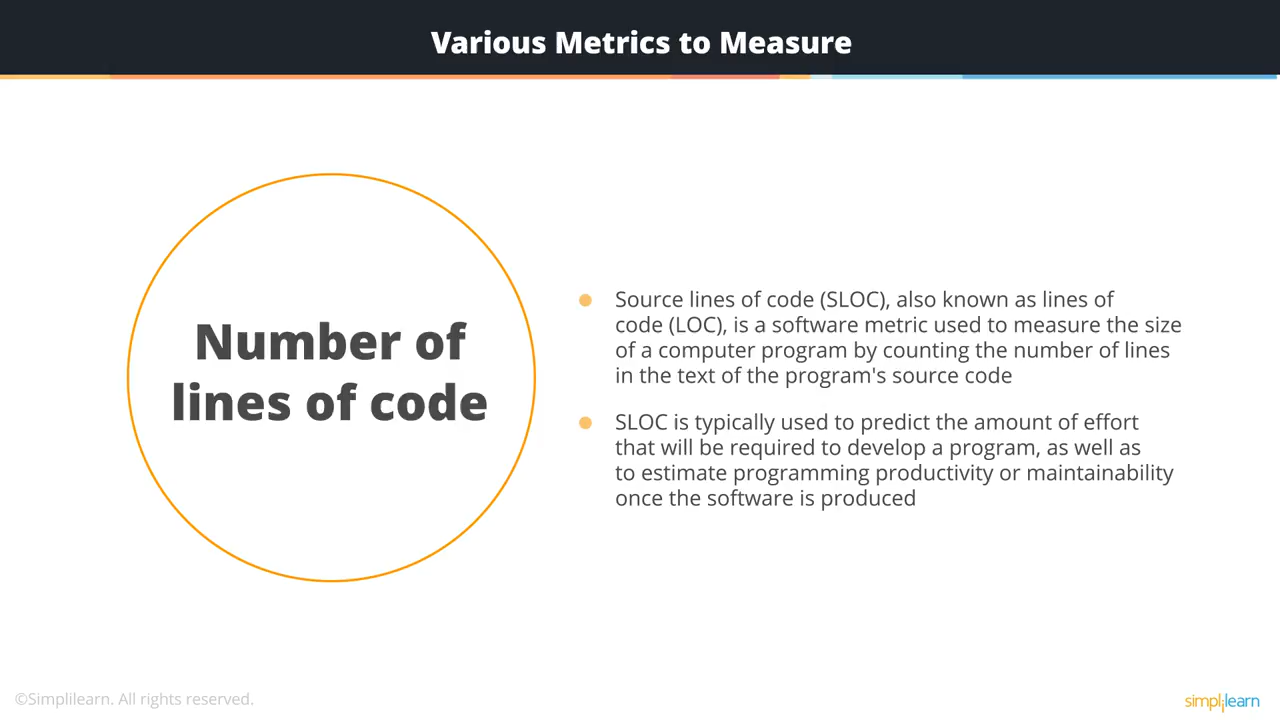 Various Metrics to Measure
Number of
lines of code
Source lines of code (SLOC), also known as lines of
code (LOC), is a software metric used to measure the size
of a computer program by counting the number of lines
in the text of the program's source code
SLOC is typically used to predict the amount of effort
that will be required to develop a program, as well as
to estimate programming productivity or maintainability
once the software is produced
©Simplilearn. All rights reserved.
simplilearn